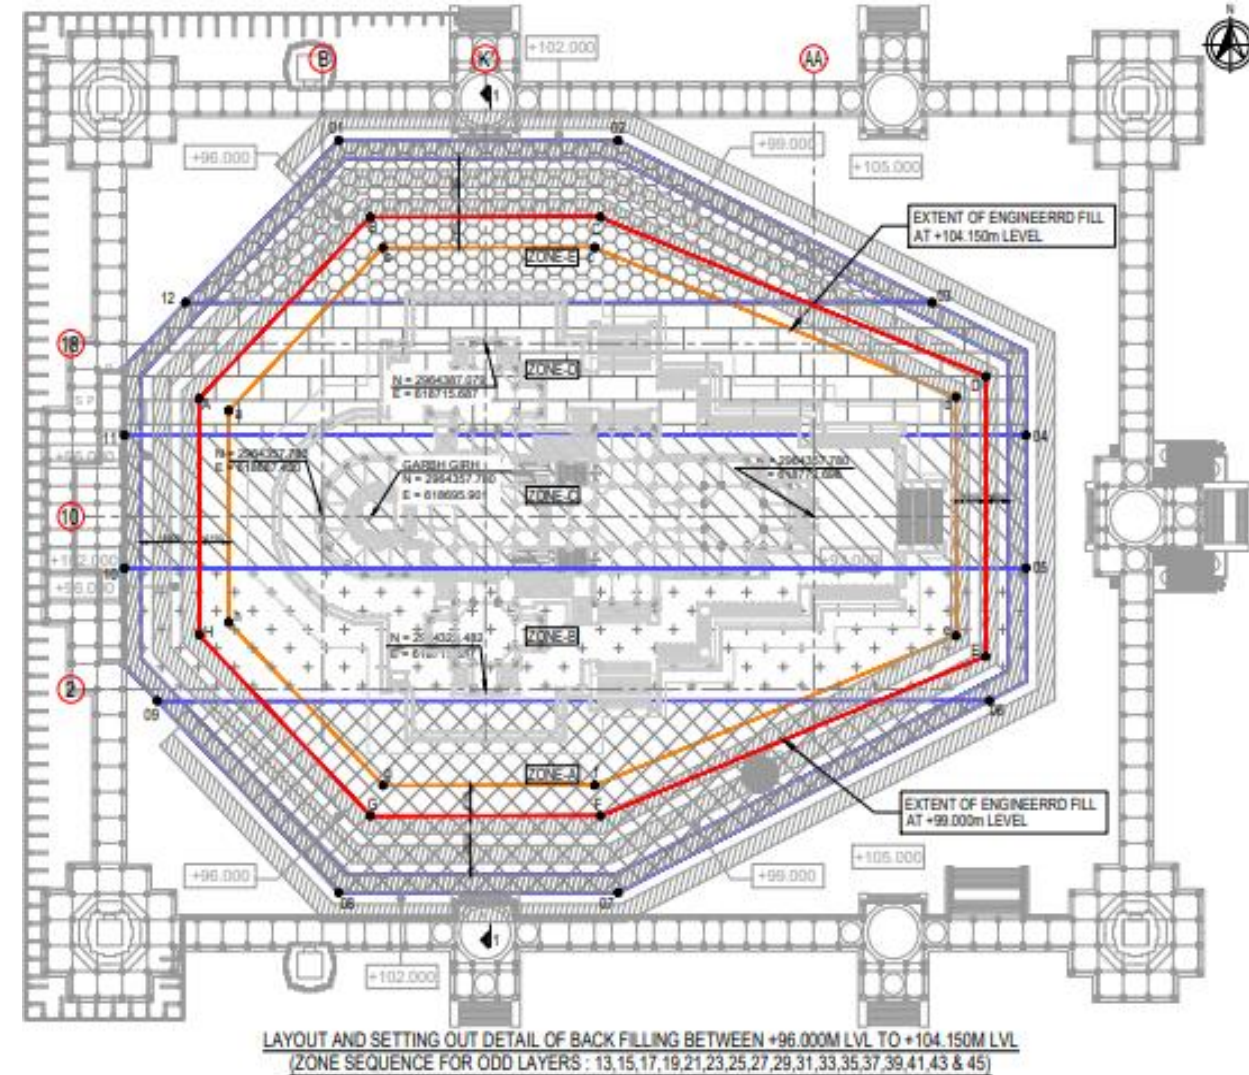 N
B
K'
AA
+102.000
1
01
02
+96.000
+99.000
+105.000
EXTENT OF ENGINEERRD FILL
AT +104.150m LEVEL
ZONE-E
12
03
18
ZONE-D
E = 618715.687
D
A
a
11
04
GARBH GIRH
N = 2964357.780
E = 618695.901
ZONE-C
10
10
05
ZONE-B
H
E
2
09
06
ZONE-A
G
F
EXTENT OF ENGINEERRD FILL
AT +99.000m LEVEL
+105.000
+96.000
+99.000
08
07
1
+102.000
LAYOUT AND SETTING OUT DETAIL OF BACK FILLING BETWEEN +96.000M LVL TO +104.150M LVL
(ZONE SEQUENCE FOR ODD LAYERS : 13,15,17,19,21,23,25,27,29,31,33,35,37,39,41,43 & 45)